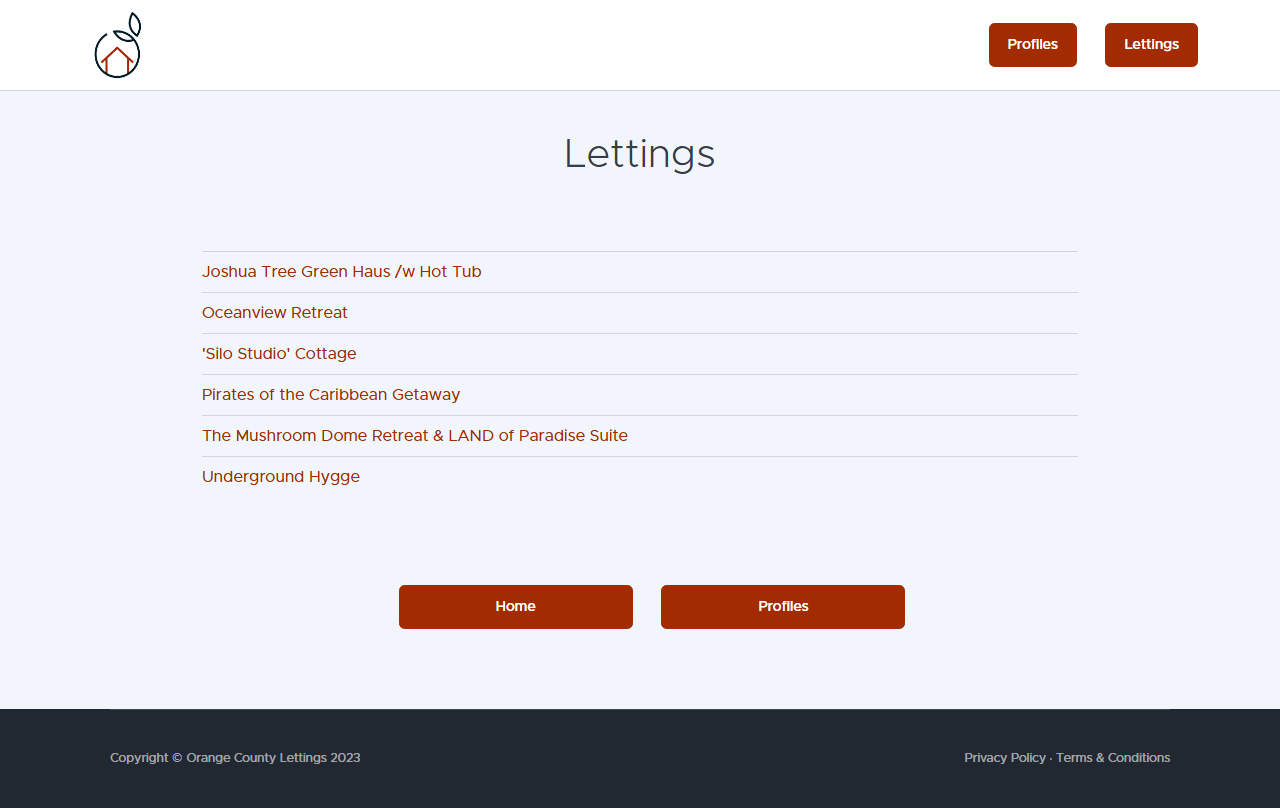 Profiles Lettings
Lettings
Joshua Tree Green Haus /w Hot Tub
Oceanview Retreat
'Silo Studio' Cottage
Pirates of the Caribbean Getaway
The Mushroom Dome Retreat & LAND of Paradise Suite
Underground Hygge
Home Profiles
Copyright © Orange County Lettings 2023 Privacy Policy · Terms & Conditions